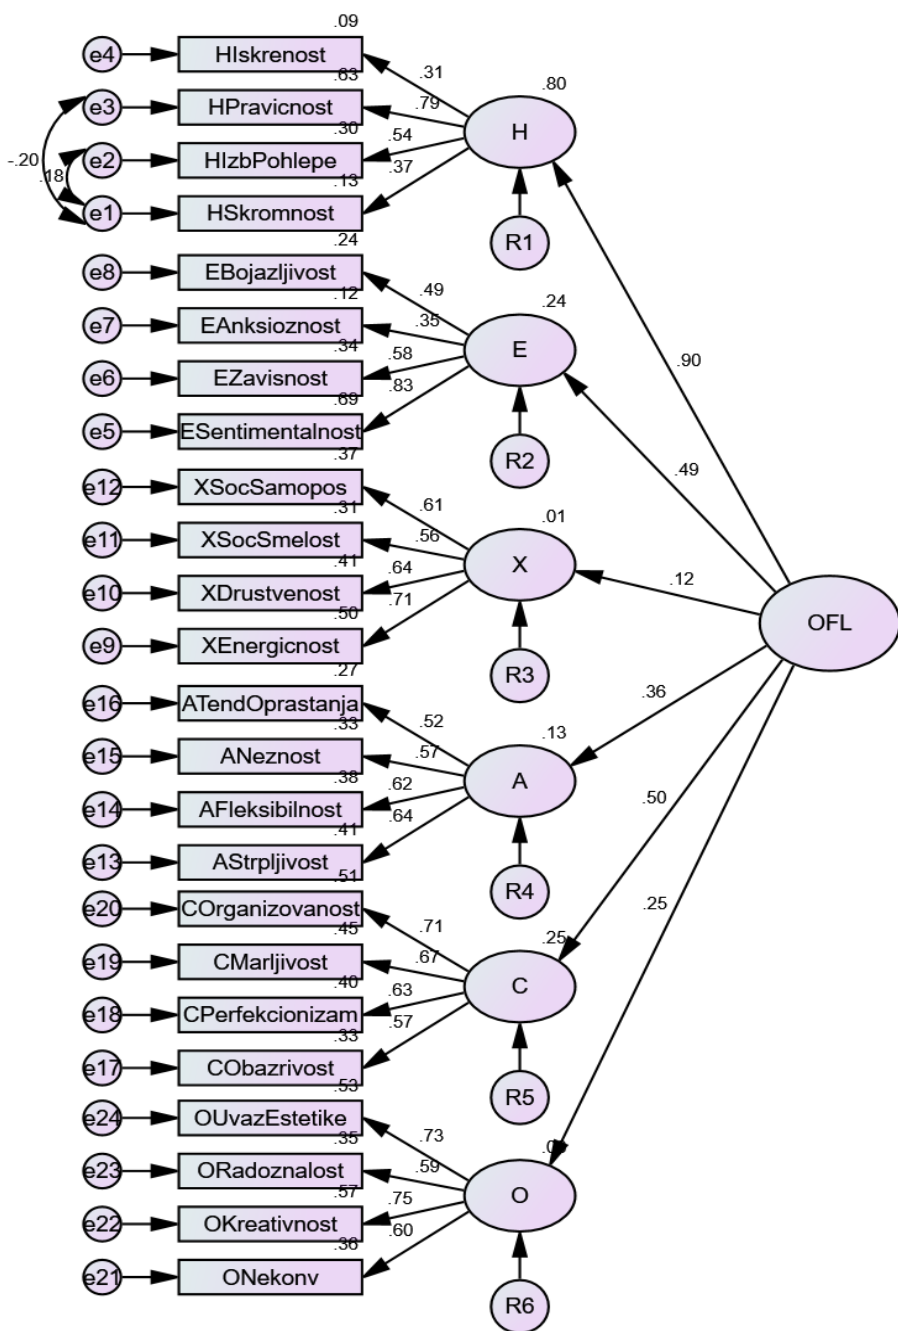 .09
e4 HIskrenost .31 .80
.63
e3 HPravicnost .79 H
.30
e2 HIzbPohlepe .54
-.20 .18 .13 .37
e1 HSkromnost R1
.24
e8 EBojazljivost .49 .24
.12
e7 EAnksioznost .35 E .90
.34
e6 EZavisnost .58
.69 .83
e5 ESentimentalnost R2 .49
.37
e12 XSocSamopos .61 .01
.31
e11 XSocSmelost .56 X .12
.41
e10 XDrustvenost .64
.50 .71
e9 XEnergicnost R3 OFL
.27
e16 ATendOprastanja .52 .13 .36
.33
e15 ANeznost .57 A
.38
e14 AFleksibilnost .62 .50
.41 .64
e13 AStrpljivost R4
.51
e20 COrganizovanost .71 .25 .25
.45
e19 CMarljivost .67 C
.40
e18 CPerfekcionizam .63
.33 .57
e17 CObazrivost R5
.53
e24 OUvazEstetike .73
.35
e23 ORadoznalost .59 O
.57
e22 OKreativnost .75
.36 .60
e21 ONekonv R6